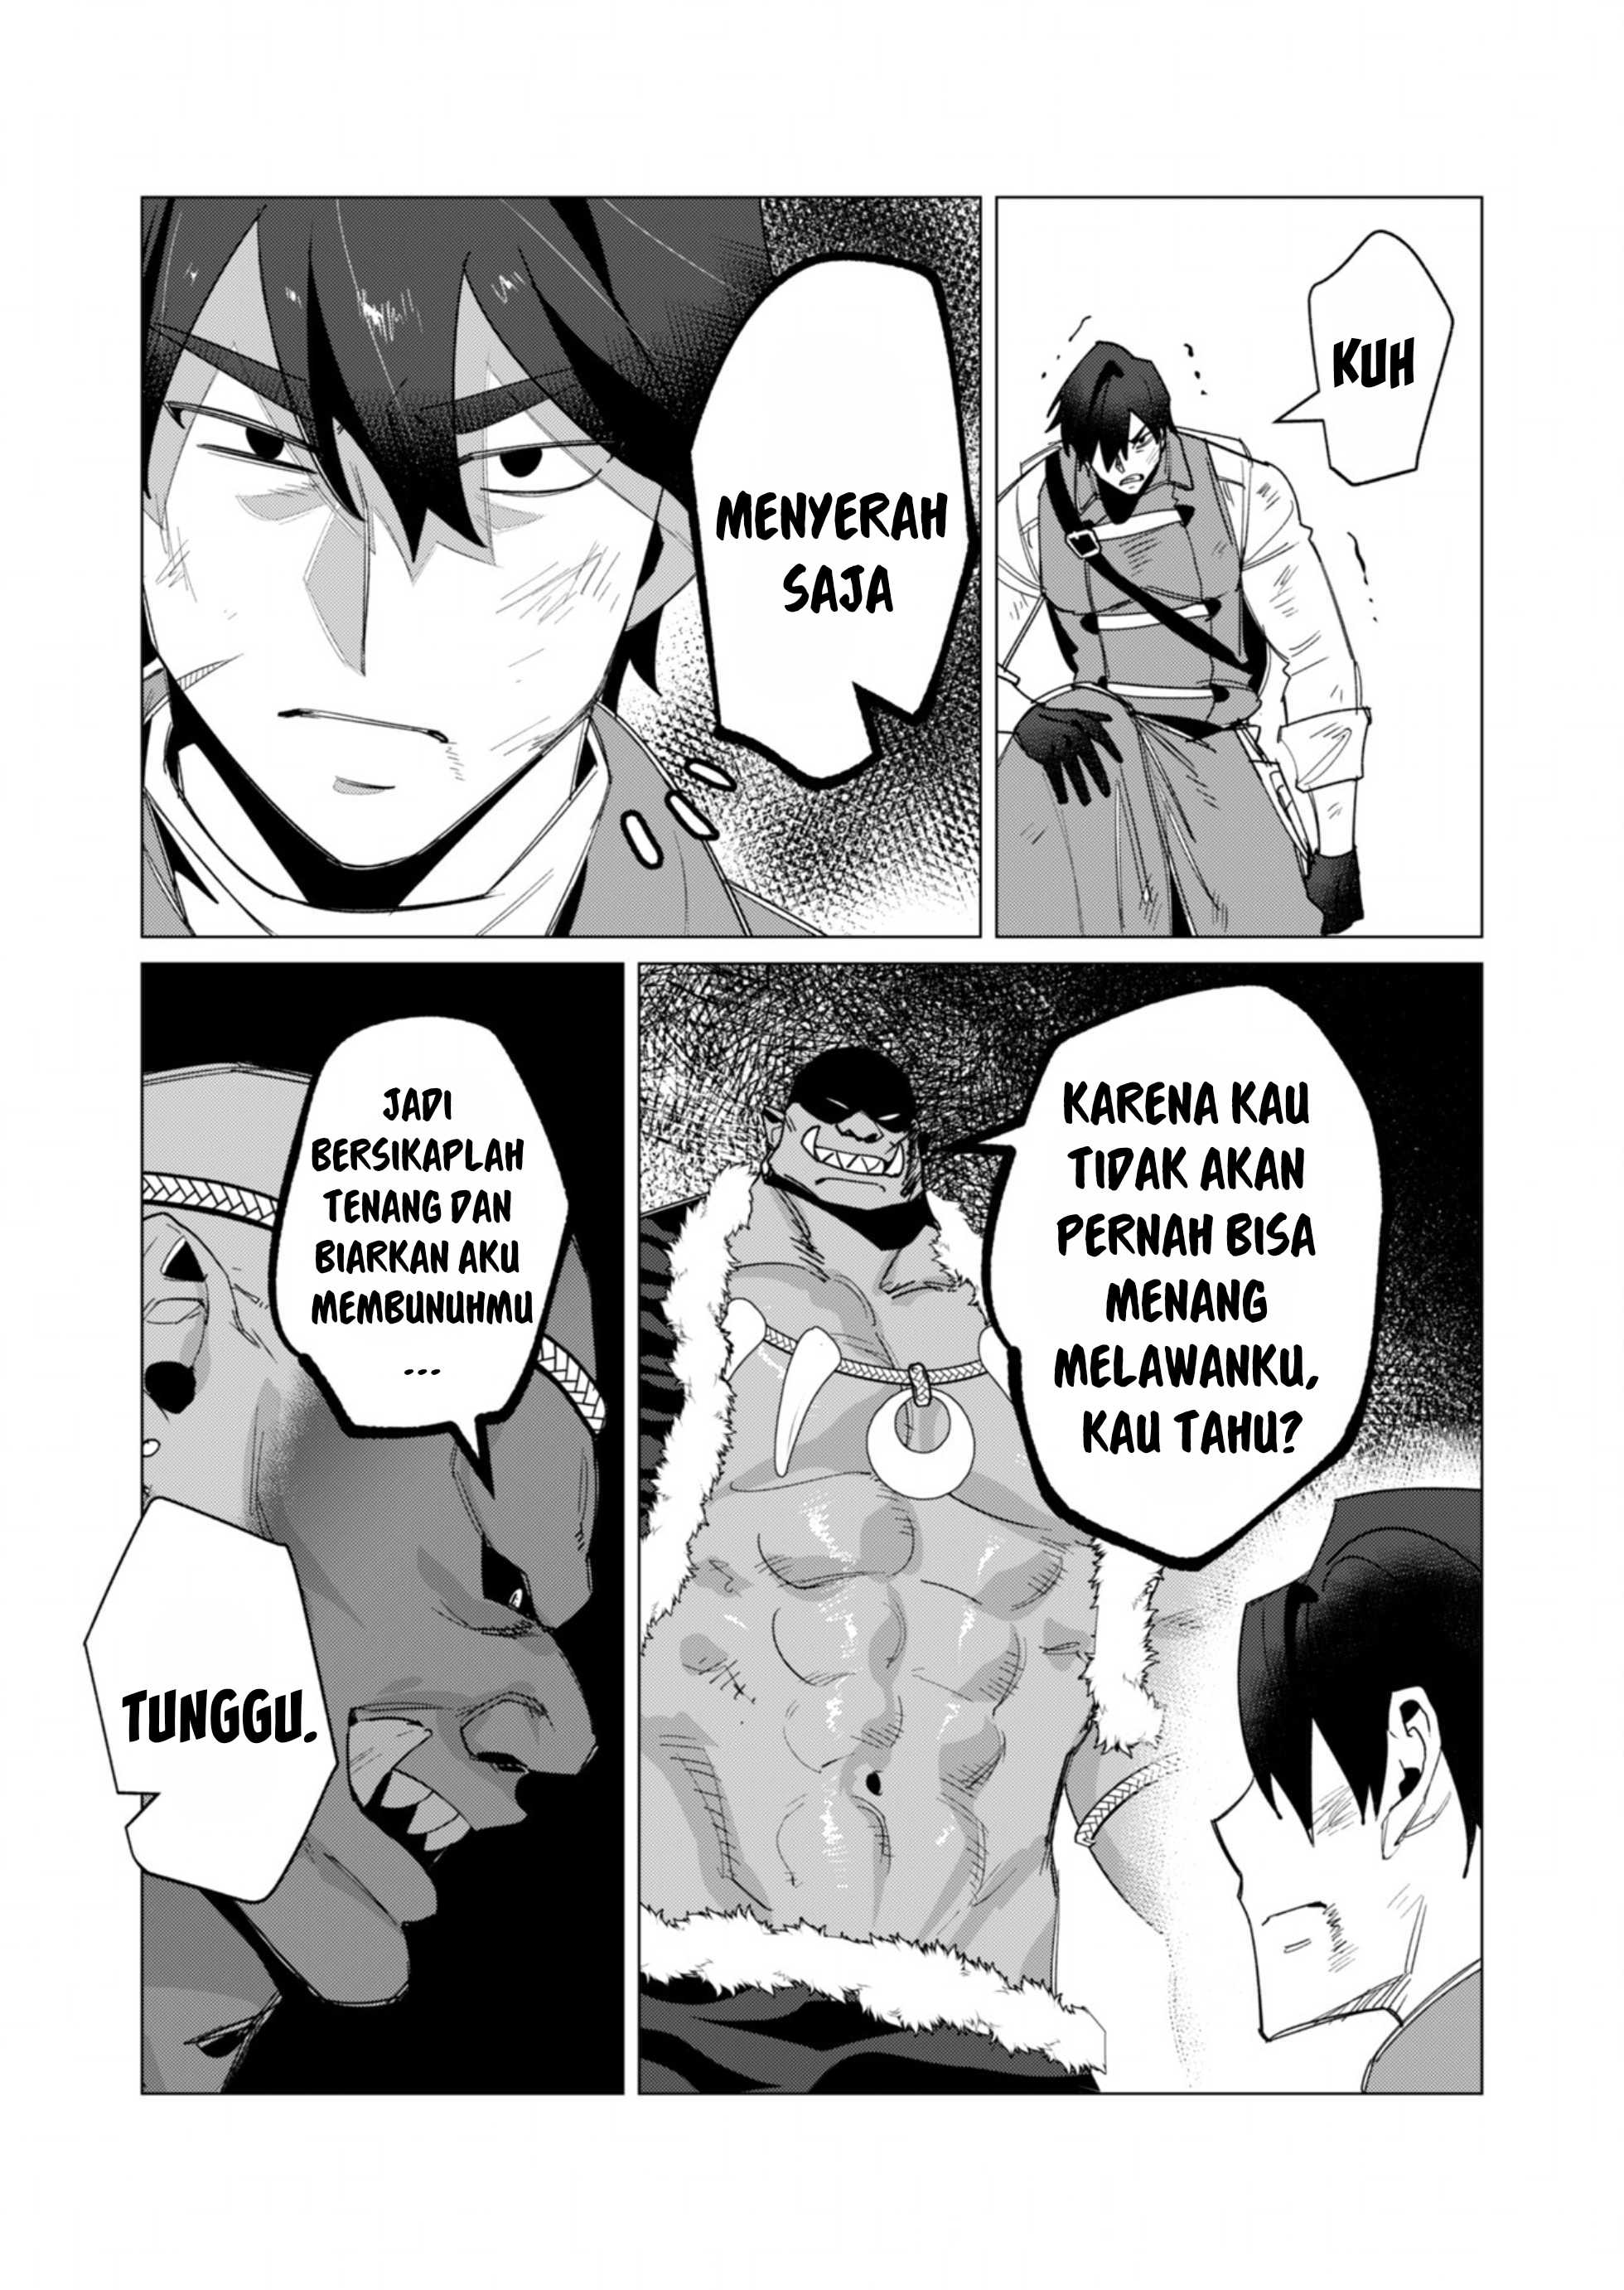 KUH
MENYERAH
SAJA
KARENA KAU
TIDAK AKAN
PERNAH BISA
MENANG
MELAWANKU,
KAU TAHU?
JADI
BERSIKAPLAH
TENANG DAN
BIARKAN AKU
MEMBUNUHMU
...
TUNGGU.